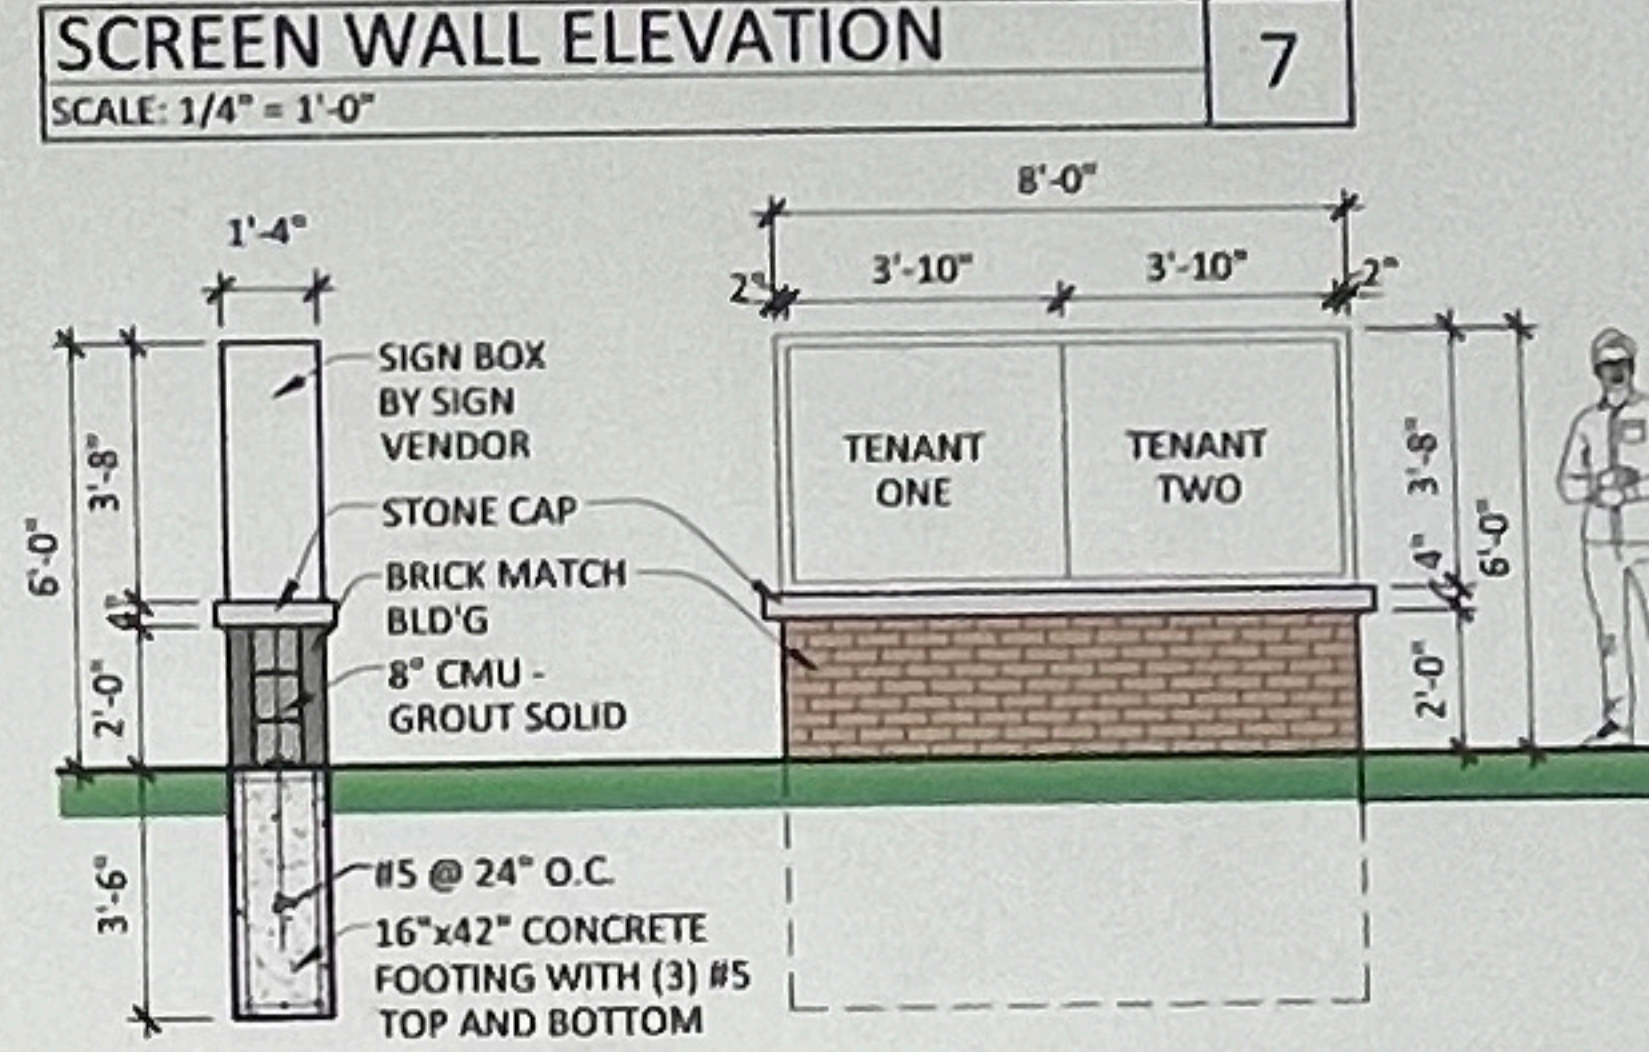 SCREEN WALL ELEVATION
7
SCALE: 1/4" = 1'-0"
8'-0"
1'-4"
2"
3'-10"
3'-10"
2"
SIGN BOX
BY SIGN
VENDOR
3'-8"
6'-0"
4"
2'-0"
3'-6"
STONE CAP
BRICK MATCH
BLD'G
8" CMU -
GROUT SOLID
TENANT
ONE
TENANT
TWO
3'-8"
4"
6'-0"
2'-0"
#5 @ 24" O.C.
16"x42" CONCRETE
FOOTING WITH (3) #5
TOP AND BOTTOM